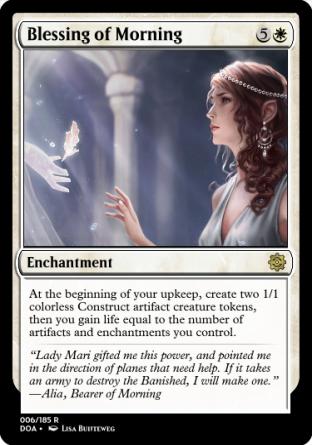 Blessing of Morning 5
Enchantment
At the beginning of your upkeep, create two 1/1
colorless Construct artifact creature tokens,
then you gain life equal to the number of
artifacts and enchantments you control.
“Lady Mari gifted me this power, and pointed me
in the direction of planes that need help. If it takes
an army to destroy the Banished, I will make one.”
—Alia, Bearer of Morning
006/185 R
DOA • Lisa Buijteweg